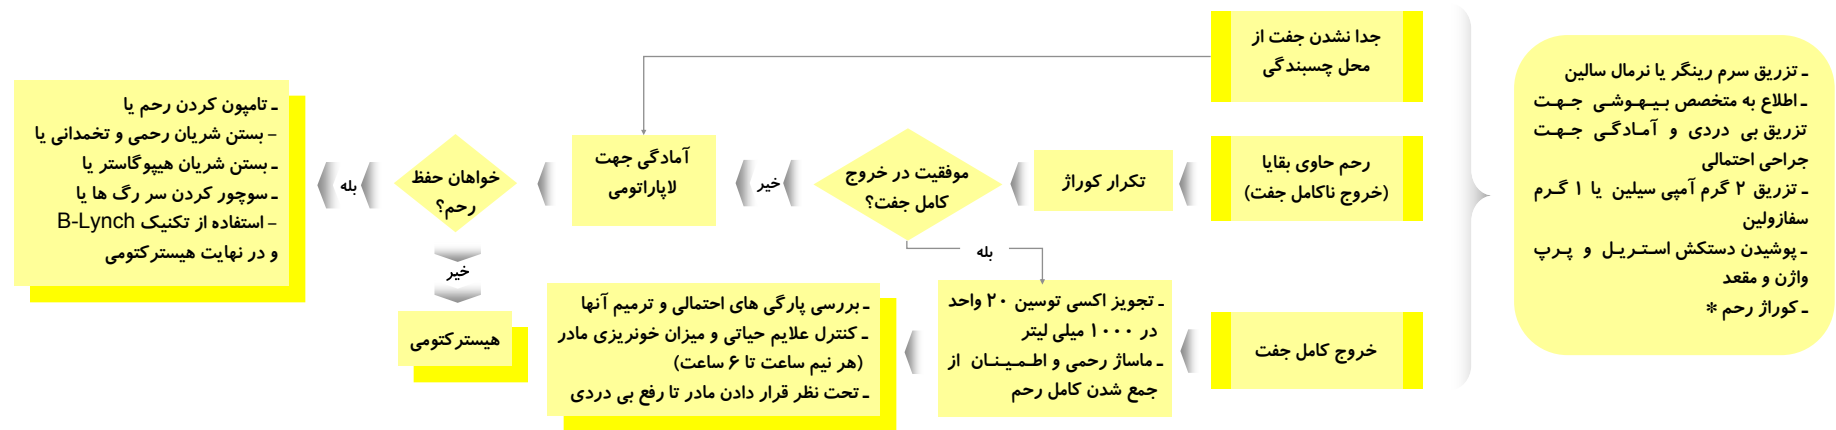 ـ تزریق سرم رینگر یا نرمال سالین
ـ اطلاع به متخصص بیهوشی جهت
تزریق بی دردی و آمادگی جهت
جراحی احتمالی
ـ تزریق ۲ گرم آمپی سیلین یا ۱ گرم
سفازولین
ـ پوشیدن دستکش استریل و پرپ
واژن و مقعد
ـ کوراژ رحم *
جدا نشدن جفت از
محل چسبندگی
رحم حاوی بقایا
(خروج ناکامل جفت)
خروج کامل جفت
تکرار کوراژ
موفقیت در خروج
کامل جفت؟
خیر
بله
ـ تجویز اکسی توسین ۲۰ واحد
در ۱۰۰۰ میلی لیتر
ـ ماساژ رحمی و اطمینان از
جمع شدن کامل رحم
آمادگی جهت
لاپاراتومی
ـ بررسی پارگی های احتمالی و ترمیم آنها
ـ کنترل علایم حیاتی و میزان خونریزی مادر
(هر نیم ساعت تا ۶ ساعت)
ـ تحت نظر قرار دادن مادر تا رفع بی دردی
خواهان حفظ
رحم؟
خیر
هیسترکتومی
بله
ـ تامپون کردن رحم یا
– بستن شریان رحمی و تخمدانی یا
ـ بستن شریان هیپوگاستر یا
ـ سوچور کردن سر رگ ها یا
– استفاده از تکنیک B-Lynch
و در نهایت هیسترکتومی